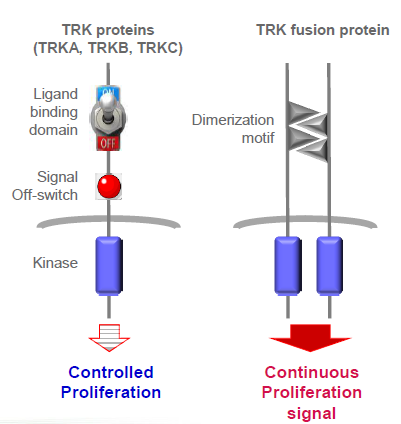 TRK proteins
(TRKA, TRKB, TRKC)
Ligand
binding
domain
ON
OFF
Signal
Off-switch
Kinase
Controlled
Proliferation
TRK fusion protein
Dimerization
motif
Continuous
Proliferation
signal